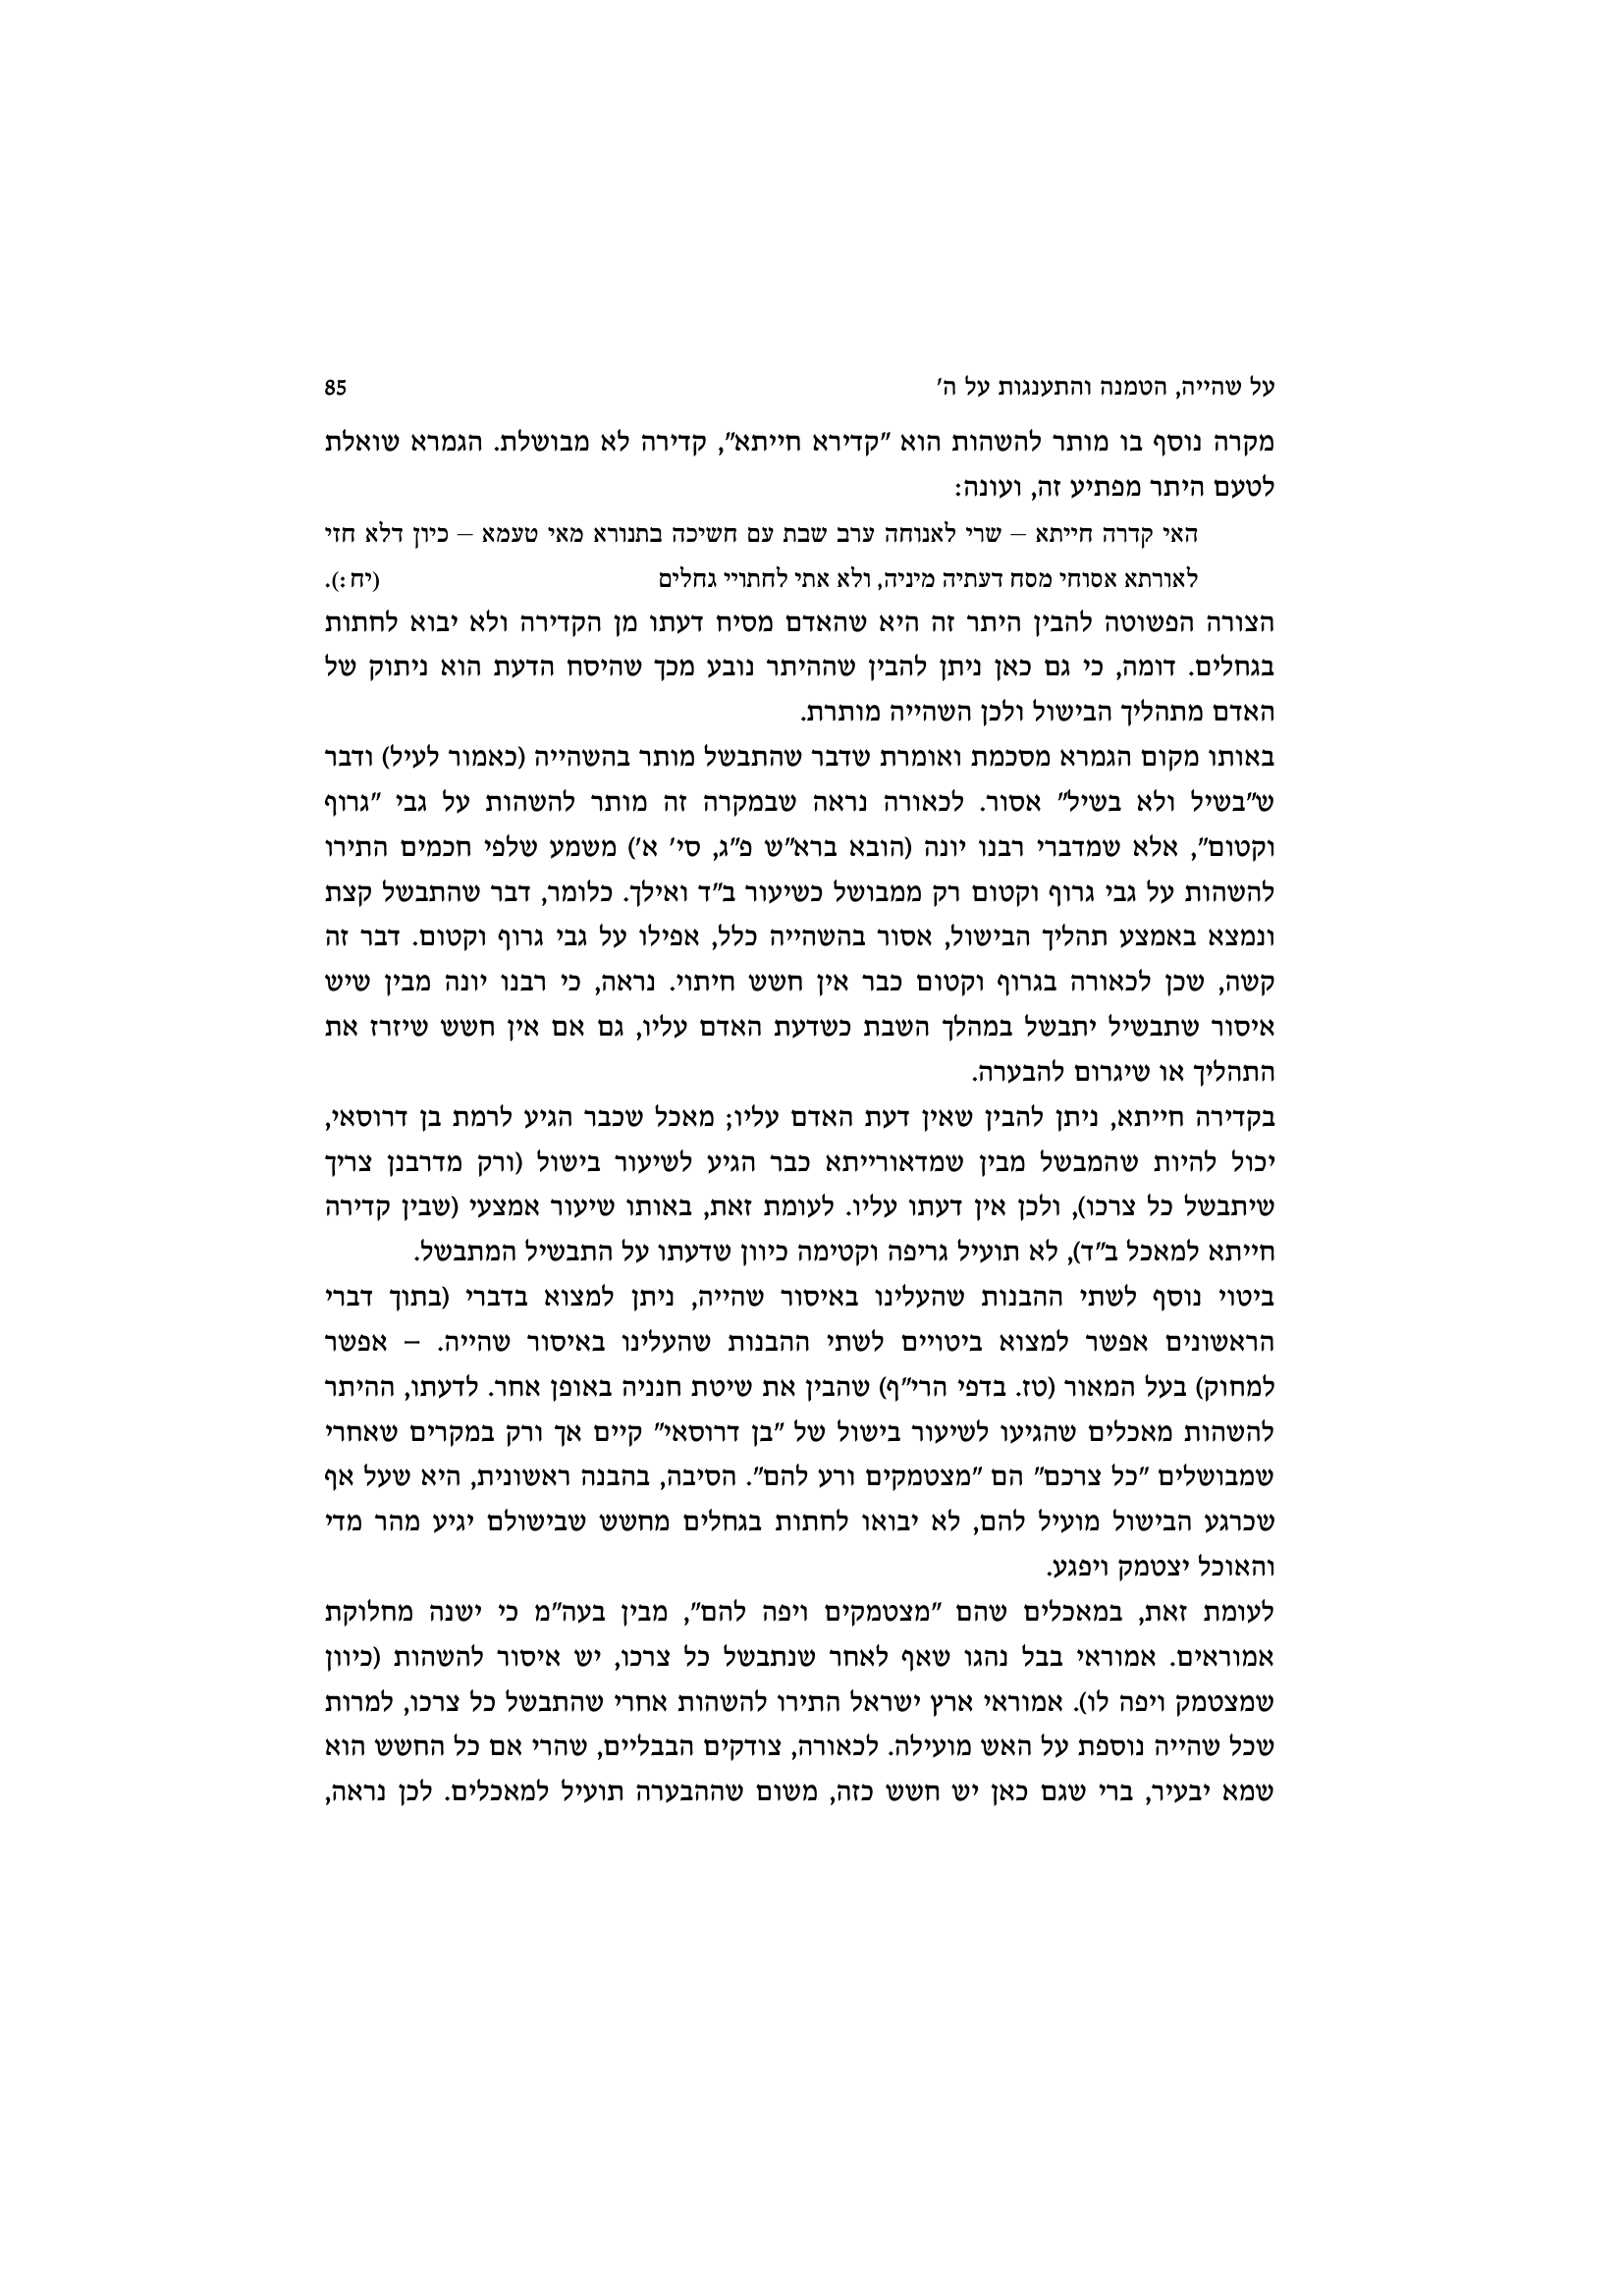 על שהייה, הטמנה והתענגות על ה' 85
מקרה נוסף בו מותר להשהות הוא "קדירא חייתא", קדירה לא מבושלת. הגמרא שואלת
לטעם היתר מפתיע זה, ועונה:
האי קדרה חייתא – שרי לאנוחה ערב שבת עם חשיכה בתנורא מאי טעמא – כיון דלא חזי
לאורתא אסוחי מסח דעתיה מיניה, ולא אתי לחתויי גחלים (יח:).
הצורה הפשוטה להבין היתר זה היא שהאדם מסיח דעתו מן הקדירה ולא יבוא לחתות
בגחלים. דומה, כי גם כאן ניתן להבין שההיתר נובע מכך שהיסח הדעת הוא ניתוק של
האדם מתהליך הבישול ולכן השהייה מותרת.
באותו מקום הגמרא מסכמת ואומרת שדבר שהתבשל מותר בהשהייה (כאמור לעיל) ודבר
ש"בשיל ולא בשיל" אסור. לכאורה נראה שבמקרה זה מותר להשהות על גבי "גרוף
וקטום", אלא שמדברי רבנו יונה (הובא ברא"ש פ"ג, סי' א') משמע שלפי חכמים התירו
להשהות על גבי גרוף וקטום רק ממבושל כשיעור ב"ד ואילך. כלומר, דבר שהתבשל קצת
ונמצא באמצע תהליך הבישול, אסור בהשהייה כלל, אפילו על גבי גרוף וקטום. דבר זה
קשה, שכן לכאורה בגרוף וקטום כבר אין חשש חיתוי. נראה, כי רבנו יונה מבין שיש
איסור שתבשיל יתבשל במהלך השבת כשדעת האדם עליו, גם אם אין חשש שיזרז את
התהליך או שיגרום להבערה.
בקדירה חייתא, ניתן להבין שאין דעת האדם עליו; מאכל שכבר הגיע לרמת בן דרוסאי,
יכול להיות שהמבשל מבין שמדאורייתא כבר הגיע לשיעור בישול (ורק מדרבנן צריך
שיתבשל כל צרכו), ולכן אין דעתו עליו. לעומת זאת, באותו שיעור אמצעי (שבין קדירה
חייתא למאכל ב"ד), לא תועיל גריפה וקטימה כיוון שדעתו על התבשיל המתבשל.
ביטוי נוסף לשתי ההבנות שהעלינו באיסור שהייה, ניתן למצוא בדברי (בתוך דברי
הראשונים אפשר למצוא ביטויים לשתי ההבנות שהעלינו באיסור שהייה. – אפשר
למחוק) בעל המאור (טז. בדפי הרי"ף) שהבין את שיטת חנניה באופן אחר. לדעתו, ההיתר
להשהות מאכלים שהגיעו לשיעור בישול של "בן דרוסאי" קיים אך ורק במקרים שאחרי
שמבושלים "כל צרכם" הם "מצטמקים ורע להם". הסיבה, בהבנה ראשונית, היא שעל אף
שכרגע הבישול מועיל להם, לא יבואו לחתות בגחלים מחשש שבישולם יגיע מהר מדי
והאוכל יצטמק ויפגע.
לעומת זאת, במאכלים שהם "מצטמקים ויפה להם", מבין בעה"מ כי ישנה מחלוקת
אמוראים. אמוראי בבל נהגו שאף לאחר שנתבשל כל צרכו, יש איסור להשהות (כיוון
שמצטמק ויפה לו). אמוראי ארץ ישראל התירו להשהות אחרי שהתבשל כל צרכו, למרות
שכל שהייה נוספת על האש מועילה. לכאורה, צודקים הבבליים, שהרי אם כל החשש הוא
שמא יבעיר, ברי שגם כאן יש חשש כזה, משום שההבערה תועיל למאכלים. לכן נראה,